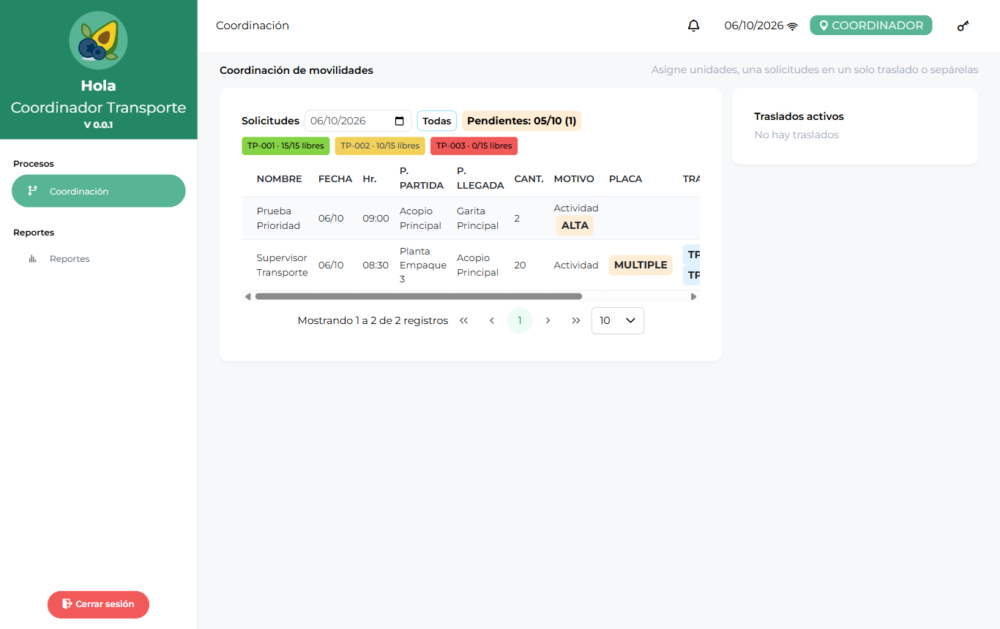 Hola
Coordinador Transporte
V 0.0.1
Procesos
Coordinación
Reportes
Reportes
Cerrar sesión
Coordinación
06/10/2026
COORDINADOR
Coordinación de movilidades
Asigne unidades, una solicitudes en un solo traslado o sepárelas
Solicitudes 06/10/2026 Todas Pendientes: 05/10 (1)
TP-001 · 15/15 libres TP-002 · 10/15 libres TP-003 · 0/15 libres
NOMBRE FECHA Hr. P. PARTIDA P. LLEGADA CANT. MOTIVO PLACA TRA
Prueba Prioridad 06/10 09:00 Acopio Principal Garita Principal 2 Actividad ALTA
Supervisor Transporte 06/10 08:30 Planta Empaque 3 Acopio Principal 20 Actividad MULTIPLE TP TP
Mostrando 1 a 2 de 2 registros « ‹ 1 › » 10
Traslados activos
No hay traslados